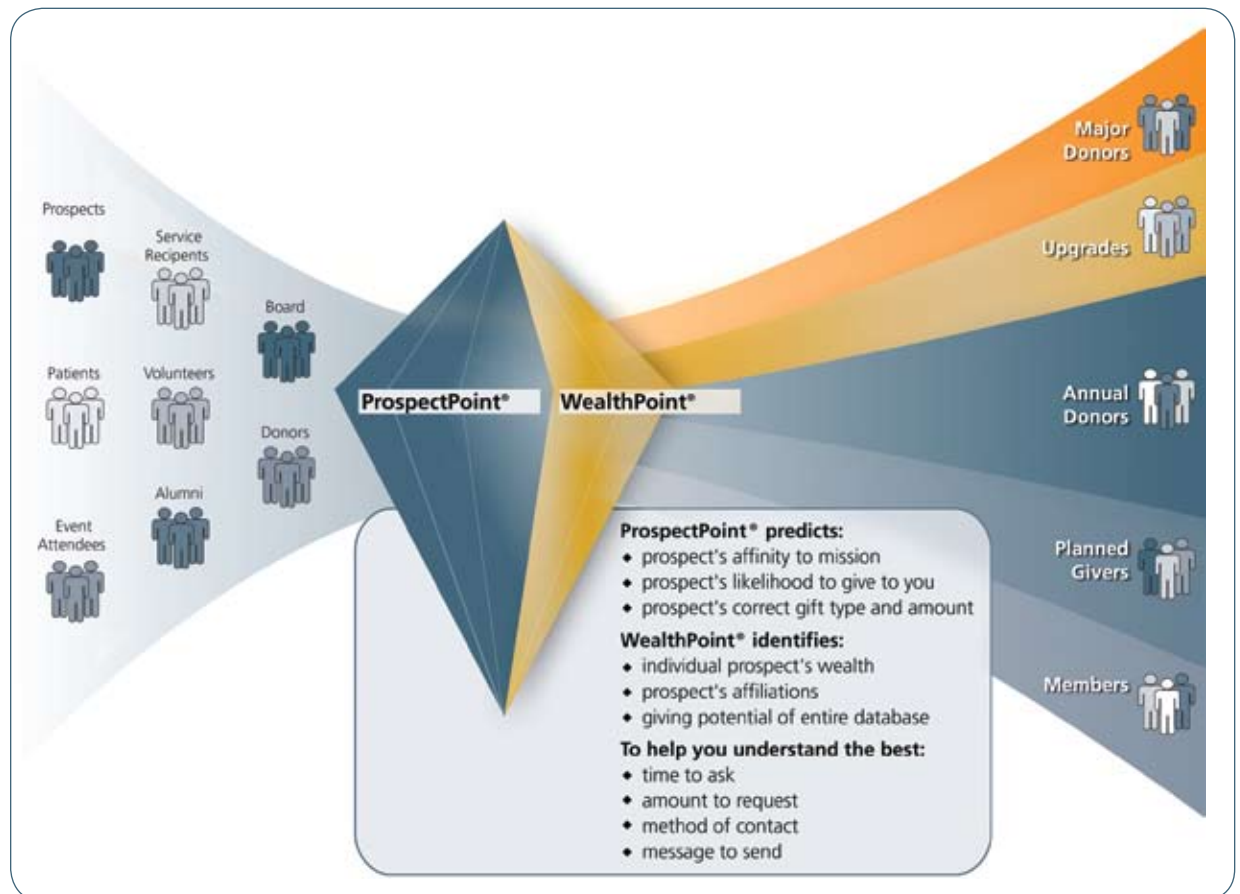 Prospects
Service
Recipents
Board
Patients
Volunteers
Donors
Event
Attendees
Alumni
ProspectPoint®
WealthPoint®
Major
Donors
Upgrades
Annual
Donors
Planned
Givers
Members
ProspectPoint® predicts:
◆ prospect's affinity to mission
◆ prospect's likelihood to give to you
◆ prospect's correct gift type and amount
WealthPoint® identifies:
◆ individual prospect's wealth
◆ prospect's affiliations
◆ giving potential of entire database
To help you understand the best:
◆ time to ask
◆ amount to request
◆ method of contact
◆ message to send